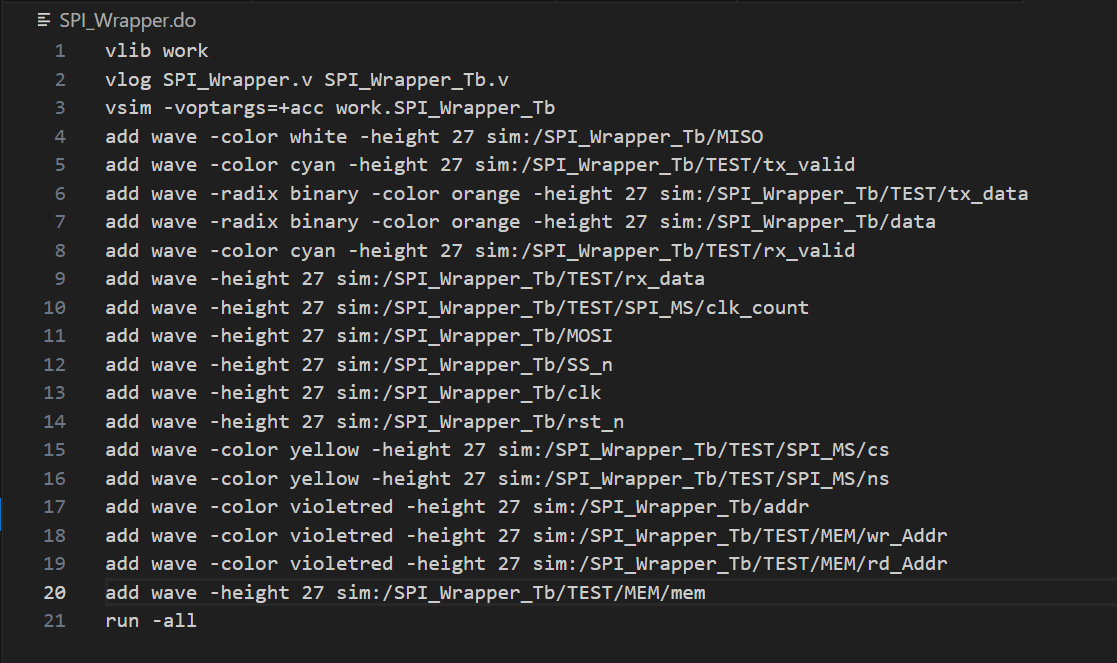 SPI_Wrapper.do
1 vlib work
2 vlog SPI_Wrapper.v SPI_Wrapper_Tb.v
3 vsim -voptargs=+acc work.SPI_Wrapper_Tb
4 add wave -color white -height 27 sim:/SPI_Wrapper_Tb/MISO
5 add wave -color cyan -height 27 sim:/SPI_Wrapper_Tb/TEST/tx_valid
6 add wave -radix binary -color orange -height 27 sim:/SPI_Wrapper_Tb/TEST/tx_data
7 add wave -radix binary -color orange -height 27 sim:/SPI_Wrapper_Tb/data
8 add wave -color cyan -height 27 sim:/SPI_Wrapper_Tb/TEST/rx_valid
9 add wave -height 27 sim:/SPI_Wrapper_Tb/TEST/rx_data
10 add wave -height 27 sim:/SPI_Wrapper_Tb/TEST/SPI_MS/clk_count
11 add wave -height 27 sim:/SPI_Wrapper_Tb/MOSI
12 add wave -height 27 sim:/SPI_Wrapper_Tb/SS_n
13 add wave -height 27 sim:/SPI_Wrapper_Tb/clk
14 add wave -height 27 sim:/SPI_Wrapper_Tb/rst_n
15 add wave -color yellow -height 27 sim:/SPI_Wrapper_Tb/TEST/SPI_MS/cs
16 add wave -color yellow -height 27 sim:/SPI_Wrapper_Tb/TEST/SPI_MS/ns
17 add wave -color violetred -height 27 sim:/SPI_Wrapper_Tb/addr
18 add wave -color violetred -height 27 sim:/SPI_Wrapper_Tb/TEST/MEM/wr_Addr
19 add wave -color violetred -height 27 sim:/SPI_Wrapper_Tb/TEST/MEM/rd_Addr
20 add wave -height 27 sim:/SPI_Wrapper_Tb/TEST/MEM/mem
21 run -all